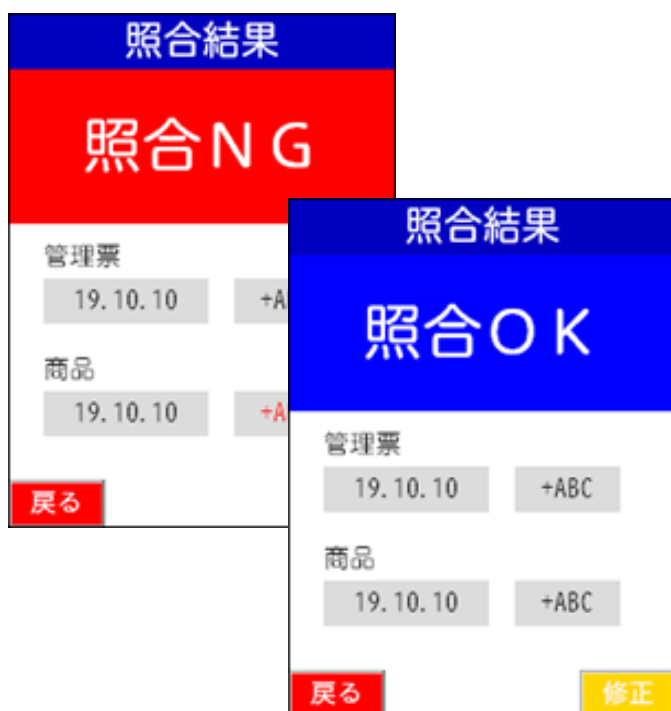 照合結果
照合ＮＧ
管理票
19.10.10 +A
商品
19.10.10 +A
戻る
照合結果
照合ＯＫ
管理票
19.10.10 +ABC
商品
19.10.10 +ABC
戻る 修正